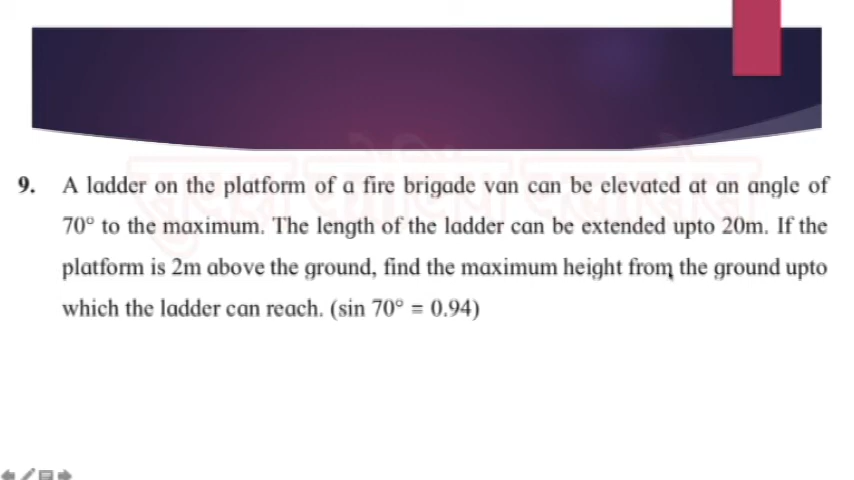 सुयश कोचिंग क्लासेस
9. A ladder on the platform of a fire brigade van can be elevated at an angle of
70° to the maximum. The length of the ladder can be extended upto 20m. If the
platform is 2m above the ground, find the maximum height from the ground upto
which the ladder can reach. (sin 70° = 0.94)